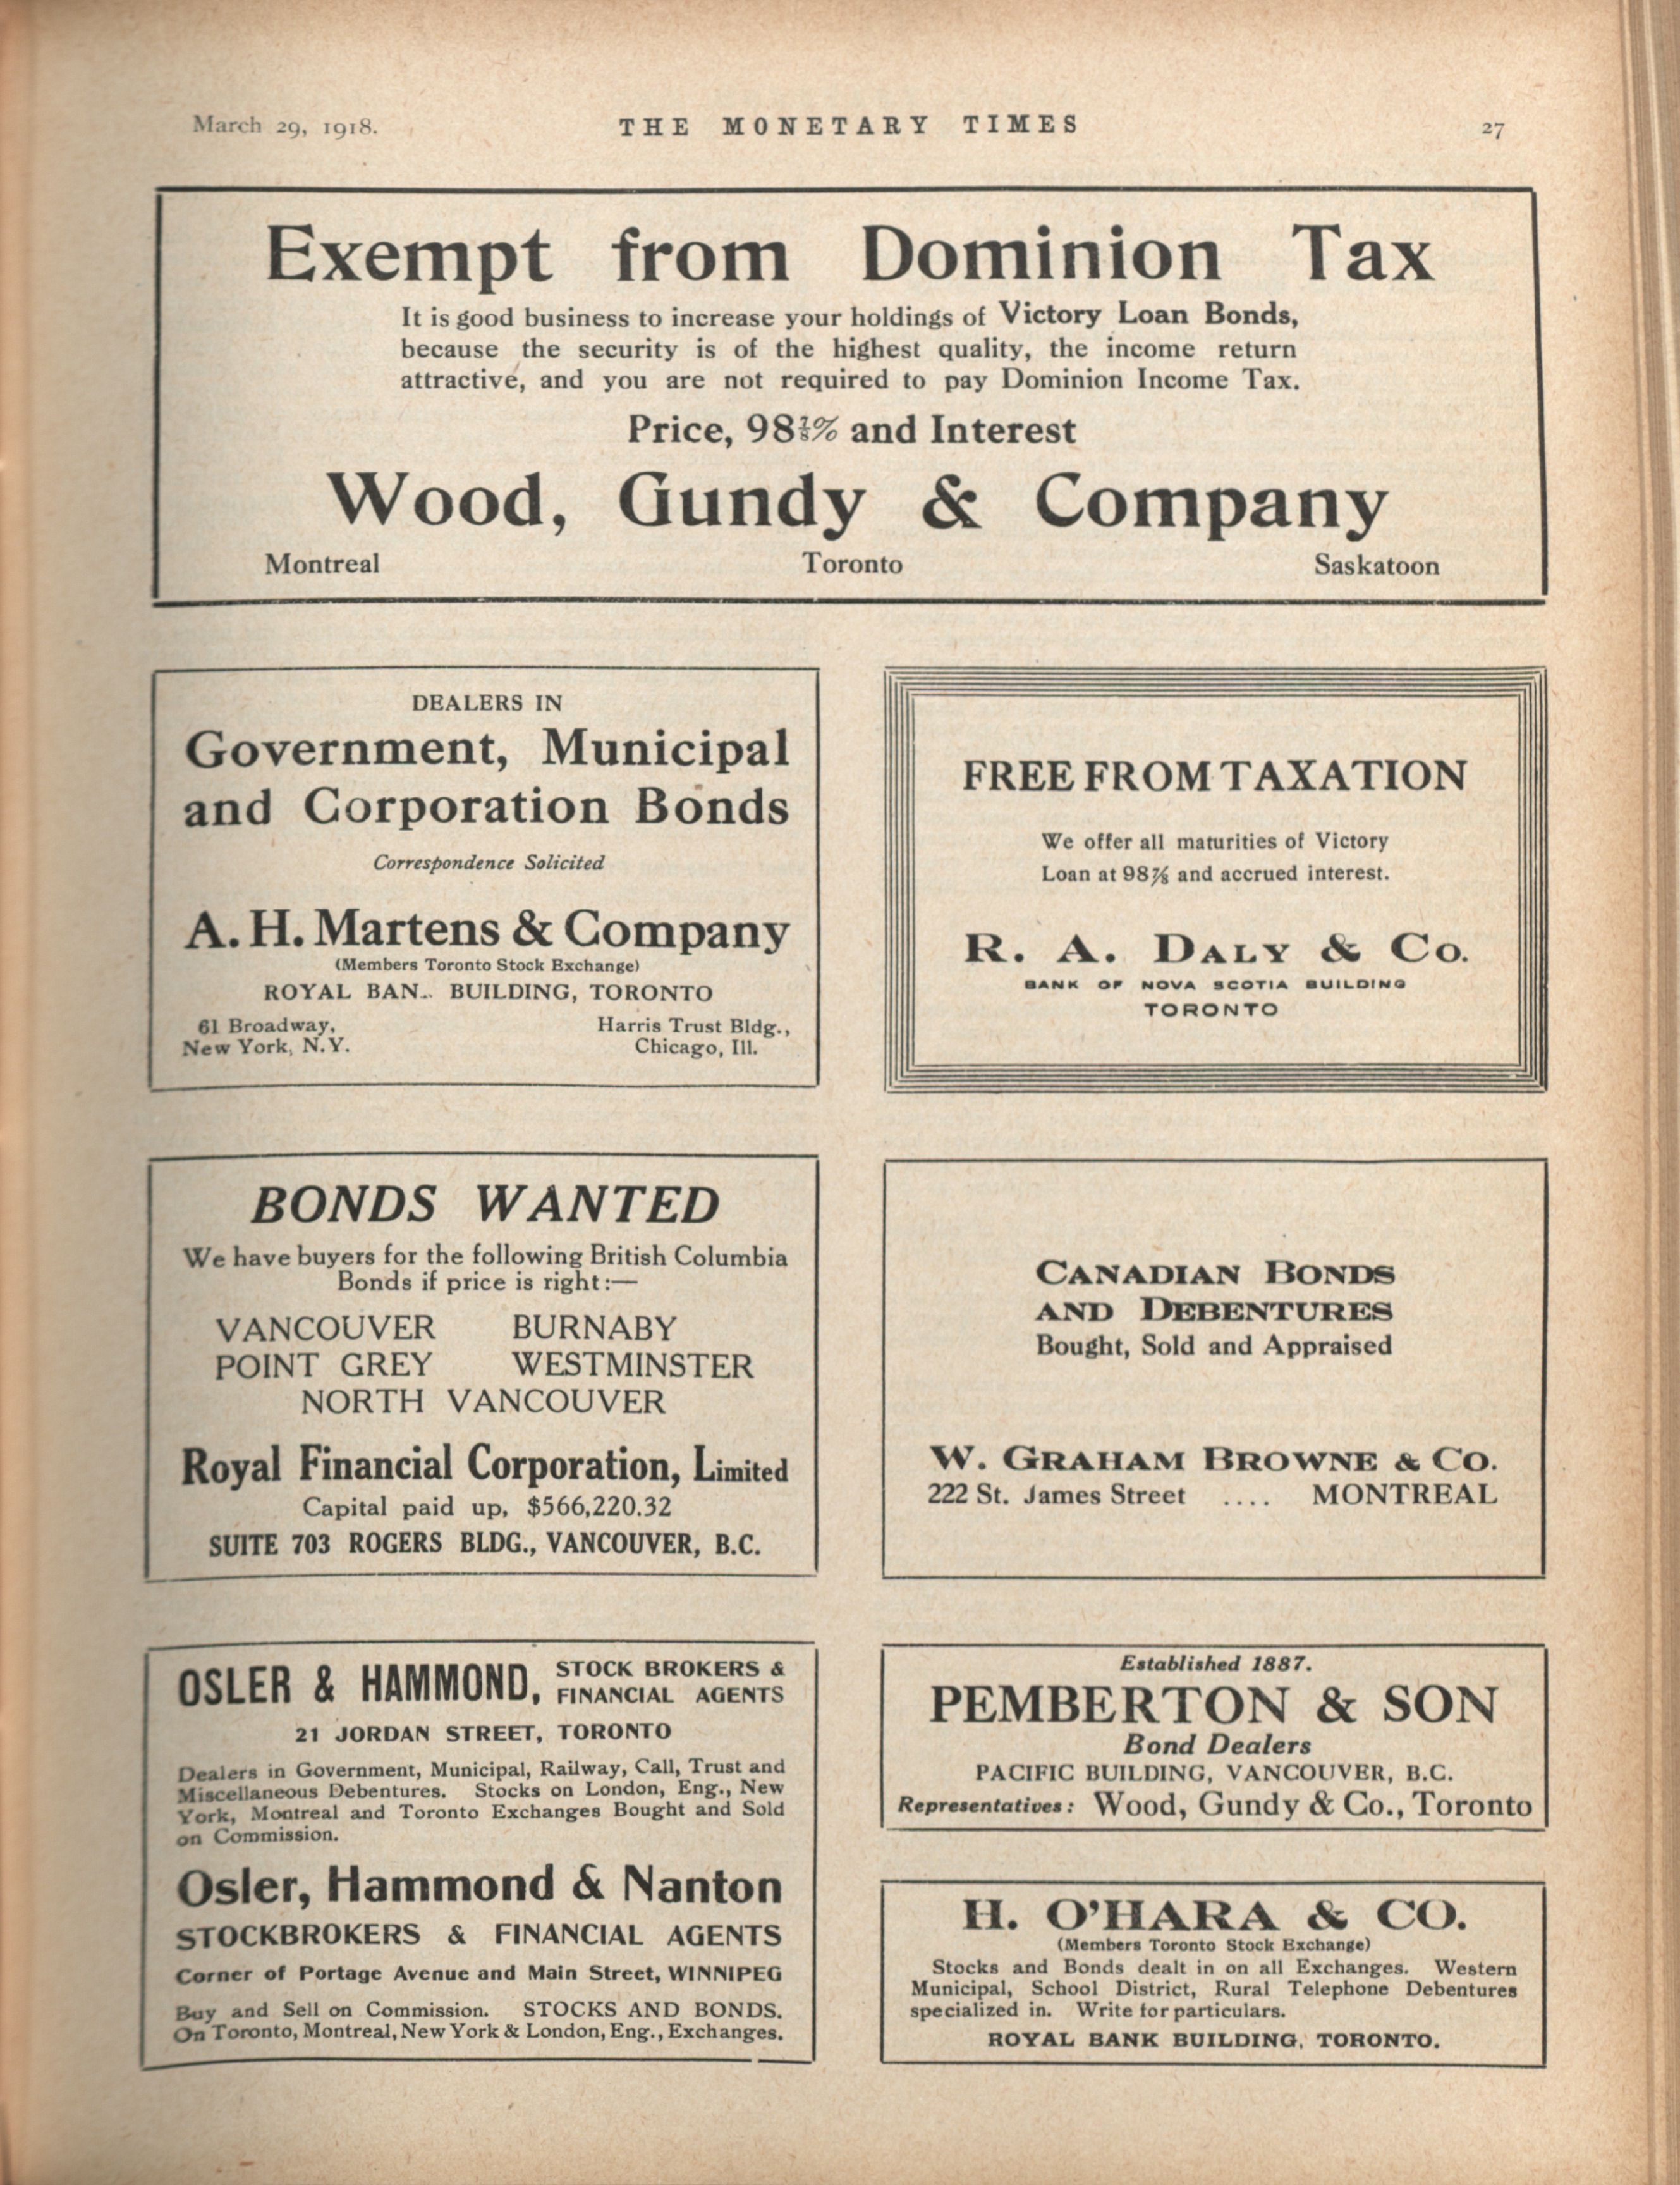 March 29, 1918.
THE MONETARY TIMES
27
Exempt from Dominion Tax
It is good business to increase your holdings of Victory Loan Bonds,
because the security is of the highest quality, the income return
attractive, and you are not required to pay Dominion Income Tax.
Price, 98⅞% and Interest
Wood, Gundy & Company
Montreal Toronto Saskatoon
DEALERS IN
Government, Municipal
and Corporation Bonds
Correspondence Solicited
A. H. Martens & Company
(Members Toronto Stock Exchange)
ROYAL BAN.. BUILDING, TORONTO
61 Broadway,
New York, N.Y.
Harris Trust Bldg.,
Chicago, Ill.
FREE FROM TAXATION
We offer all maturities of Victory
Loan at 98⅞ and accrued interest.
R. A. DALY & CO.
BANK OF NOVA SCOTIA BUILDING
TORONTO
BONDS WANTED
We have buyers for the following British Columbia
Bonds if price is right:—
VANCOUVER BURNABY
POINT GREY WESTMINSTER
NORTH VANCOUVER
Royal Financial Corporation, Limited
Capital paid up, $566,220.32
SUITE 703 ROGERS BLDG., VANCOUVER, B.C.
CANADIAN BONDS
AND DEBENTURES
Bought, Sold and Appraised
W. GRAHAM BROWNE & CO.
222 St. James Street .... MONTREAL
OSLER & HAMMOND, STOCK BROKERS &
FINANCIAL AGENTS
21 JORDAN STREET, TORONTO
Dealers in Government, Municipal, Railway, Call, Trust and
Miscellaneous Debentures. Stocks on London, Eng., New
York, Montreal and Toronto Exchanges Bought and Sold
on Commission.
Osler, Hammond & Nanton
STOCKBROKERS & FINANCIAL AGENTS
Corner of Portage Avenue and Main Street, WINNIPEG
Buy and Sell on Commission. STOCKS AND BONDS.
On Toronto, Montreal, New York & London, Eng., Exchanges.
Established 1887.
PEMBERTON & SON
Bond Dealers
PACIFIC BUILDING, VANCOUVER, B.C.
Representatives: Wood, Gundy & Co., Toronto
H. O'HARA & CO.
(Members Toronto Stock Exchange)
Stocks and Bonds dealt in on all Exchanges. Western
Municipal, School District, Rural Telephone Debentures
specialized in. Write for particulars.
ROYAL BANK BUILDING, TORONTO.